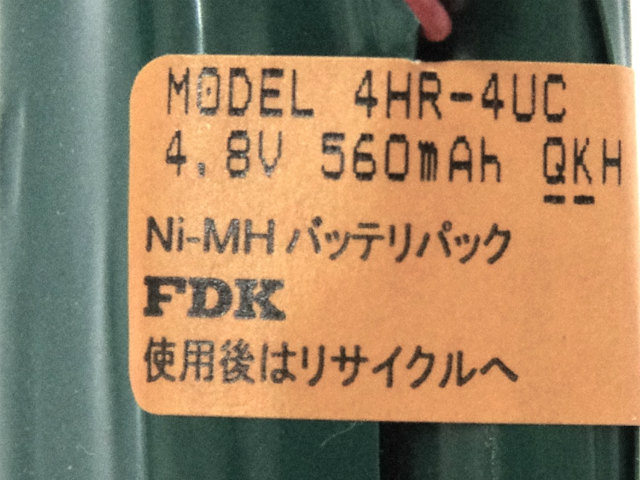 MODEL 4HR-4UC
4.8V 560mAh QKH
Ni-MH バッテリパック
FDK
使用後はリサイクルへ